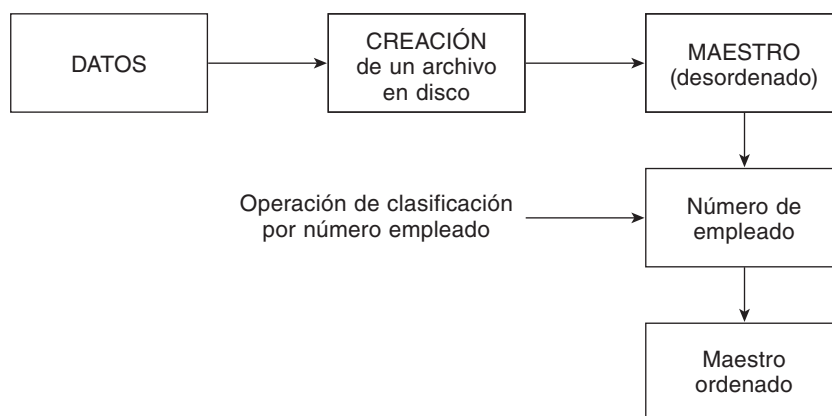 DATOS
CREACIÓN
de un archivo
en disco
MAESTRO
(desordenado)
Operación de clasificación
por número empleado
Número de
empleado
Maestro
ordenado